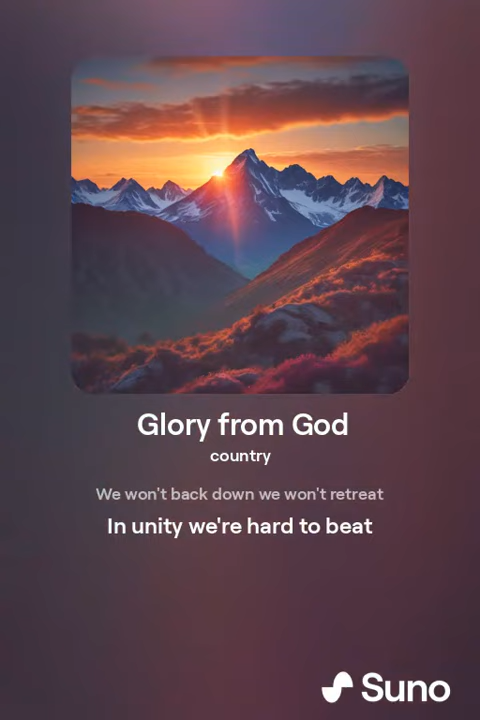 Glory from God
country
We won't back down we won't retreat
In unity we're hard to beat
Suno